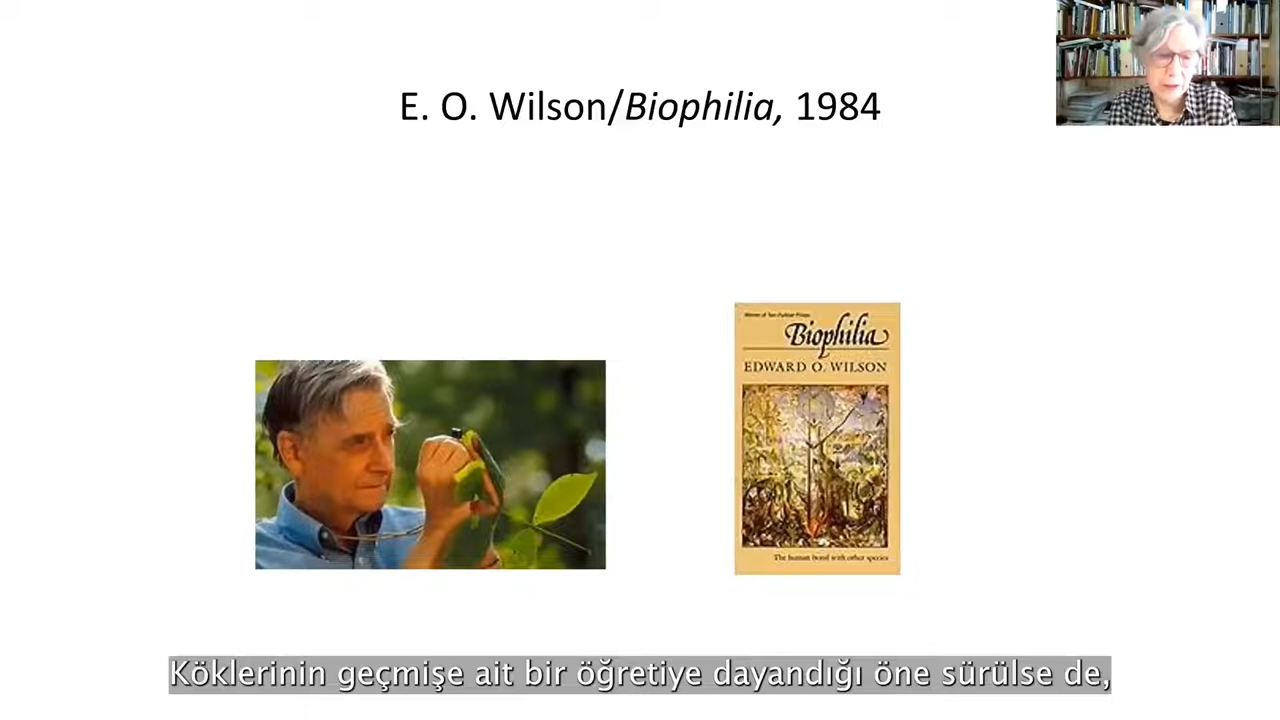 E. O. Wilson/Biophilia, 1984
Biophilia
EDWARD O. WILSON
The human bond with other species
Köklerinin geçmişe ait bir öğretiye dayandığı öne sürülse de,